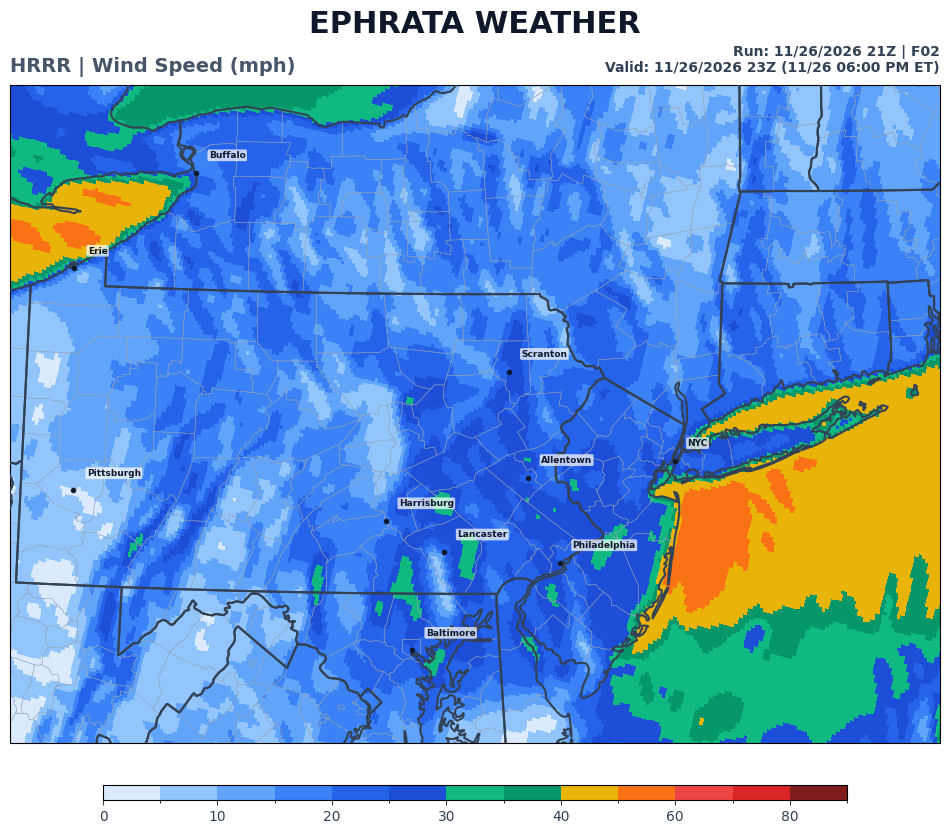 EPHRATA WEATHER
HRRR | Wind Speed (mph)
Run: 11/26/2026 21Z | F02
Valid: 11/26/2026 23Z (11/26 06:00 PM ET)
Buffalo
Erie
Scranton
NYC
Allentown
Pittsburgh
Harrisburg
Lancaster
Philadelphia
Baltimore
0 10 20 30 40 50 60 70 80